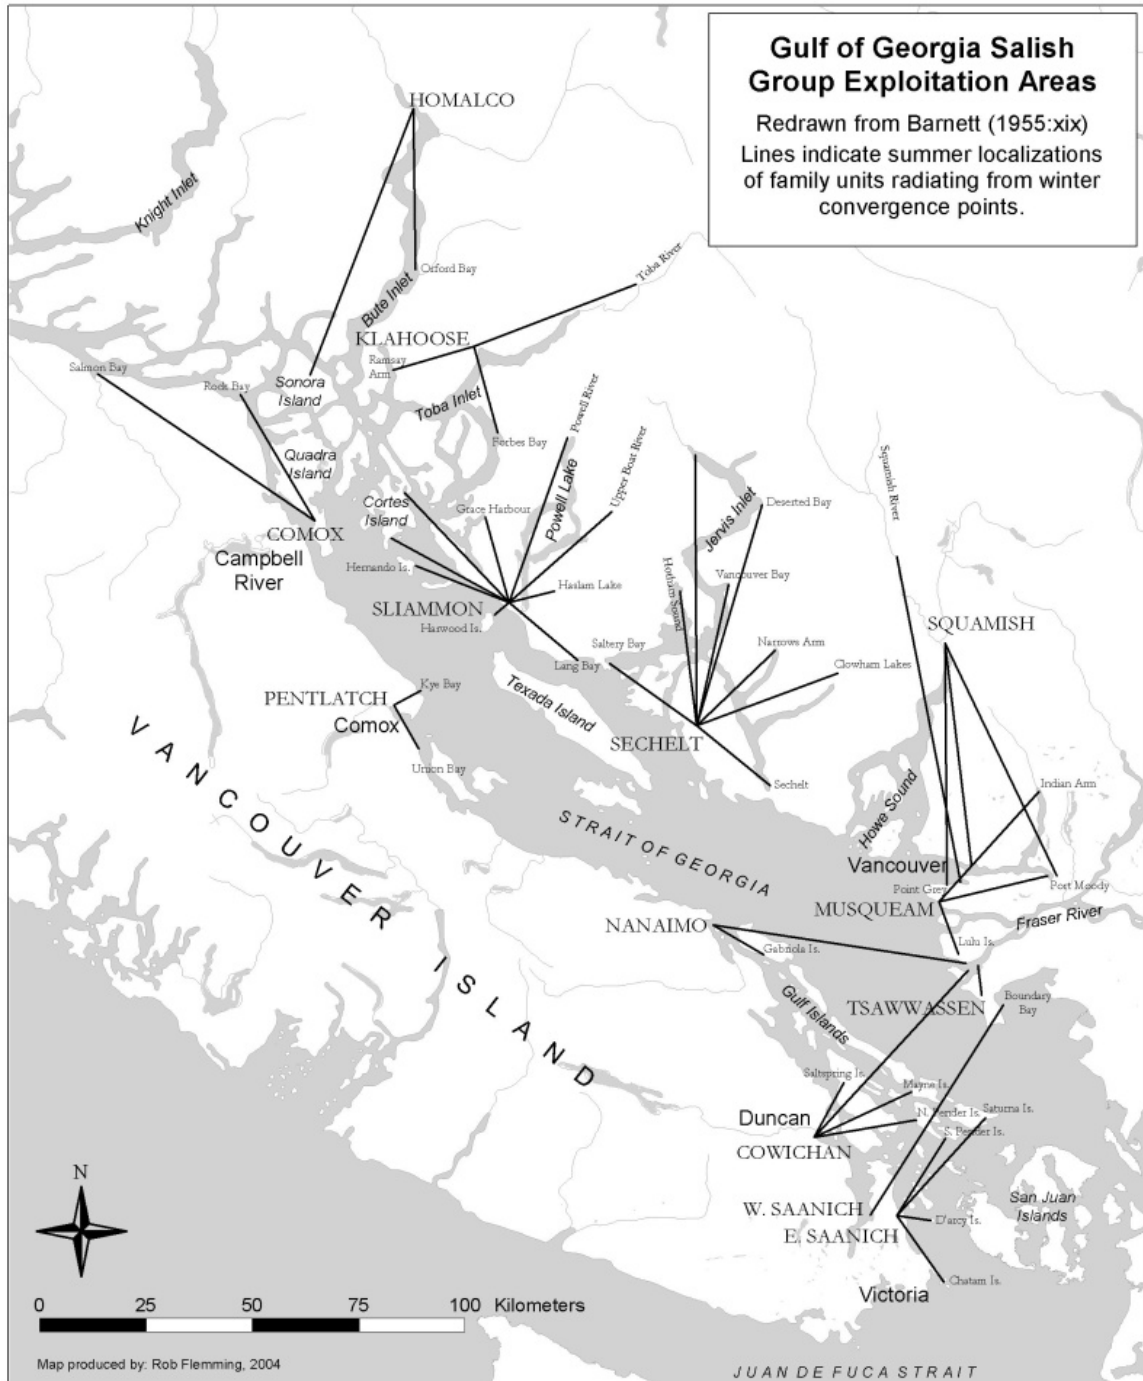 Gulf of Georgia Salish
Group Exploitation Areas
Redrawn from Barnett (1955:xix)
Lines indicate summer localizations
of family units radiating from winter
convergence points.
HOMALCO
Knight Inlet
Orford Bay
Toba River
Bute Inlet
KLAHOOSE
Ramsay
Arm
Salmon Bay
Rock Bay
Sonora
Island
Toba Inlet
Powell River
Forbes Bay
Upper Boat River
Squamish River
Quadra
Island
Powell Lake
Cortes
Island
Grace Harbour
Jervis Inlet
Deserted Bay
COMOX
Campbell
River
Hernando Is.
Hotham Sound
Vancouver Bay
Haslam Lake
SLIAMMON
Harwood Is.
SQUAMISH
Saltery Bay
Narrows Arm
Lang Bay
Clowham Lakes
Kye Bay
PENTLATCH
Comox
Texada Island
SECHELT
Union Bay
Sechelt
Indian Arm
Howe Sound
VANCOUVER ISLAND
STRAIT OF GEORGIA
Vancouver
Point Grey
Port Moody
MUSQUEAM
Fraser River
NANAIMO
Gabriola Is.
Lulu Is.
TSAWWASSEN
Boundary
Bay
Gulf Islands
Saltspring Is.
Mayne Is.
Duncan
N. Pender Is.
Saturna Is.
S. Pender Is.
COWICHAN
W. SAANICH
E. SAANICH
D'arcy Is.
San Juan
Islands
Chatam Is.
Victoria
N
0 25 50 75 100 Kilometers
Map produced by: Rob Flemming, 2004
JUAN DE FUCA STRAIT